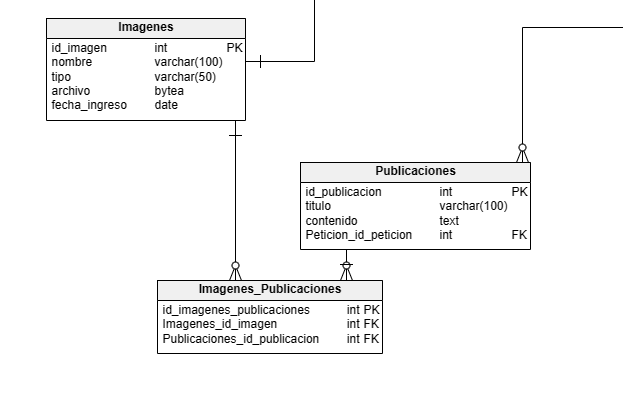 Imagenes
id_imagen int PK
nombre varchar(100)
tipo varchar(50)
archivo bytea
fecha_ingreso date
Publicaciones
id_publicacion int PK
titulo varchar(100)
contenido text
Peticion_id_peticion int FK
Imagenes_Publicaciones
id_imagenes_publicaciones int PK
Imagenes_id_imagen int FK
Publicaciones_id_publicacion int FK